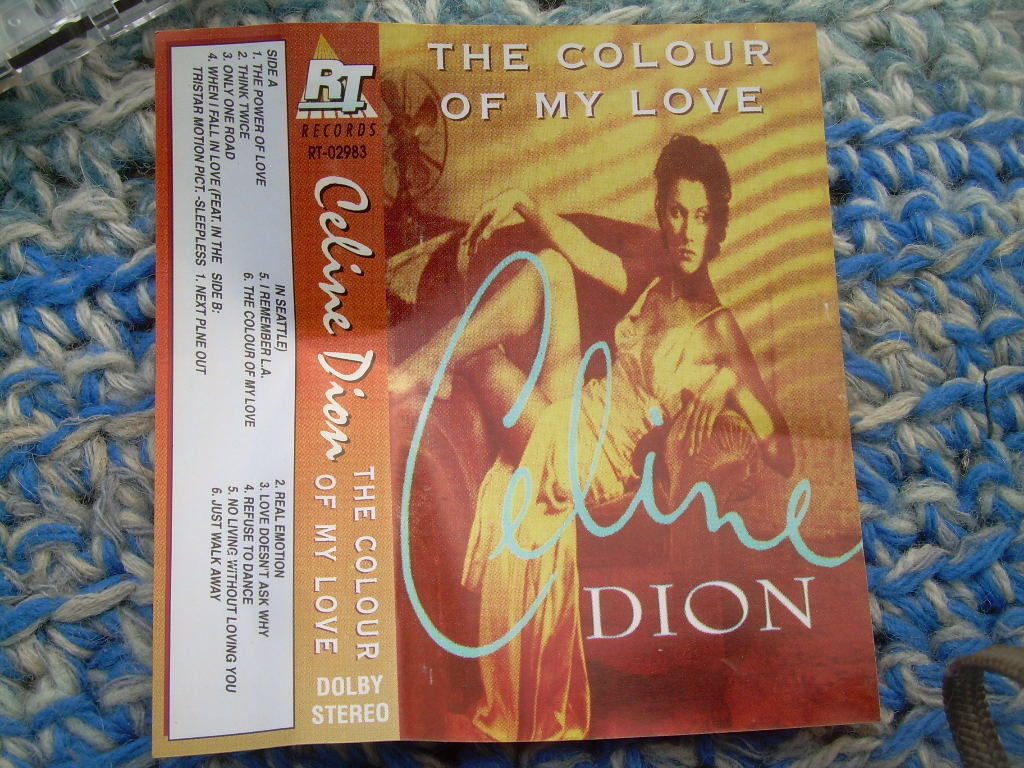 THE COLOUR
OF MY LOVE
Celine
DION
RT
RECORDS
RT-02983
Celine Dion
THE COLOUR
OF MY LOVE
DOLBY
STEREO
SIDE A
1. THE POWER OF LOVE
2. THINK TWICE
3. ONLY ONE ROAD
4. WHEN I FALL IN LOVE (FEAT. IN THE
TRISTAR MOTION PICT. -SLEEPLESS
IN SEATTLE)
5. I REMEMBER L.A.
6. THE COLOUR OF MY LOVE
SIDE B:
1. NEXT PLNE OUT
2. REAL EMOTION
3. LOVE DOESN'T ASK WHY
4. REFUSE TO DANCE
5. NO LIVING WITHOUT LOVING YOU
6. JUST WALK AWAY